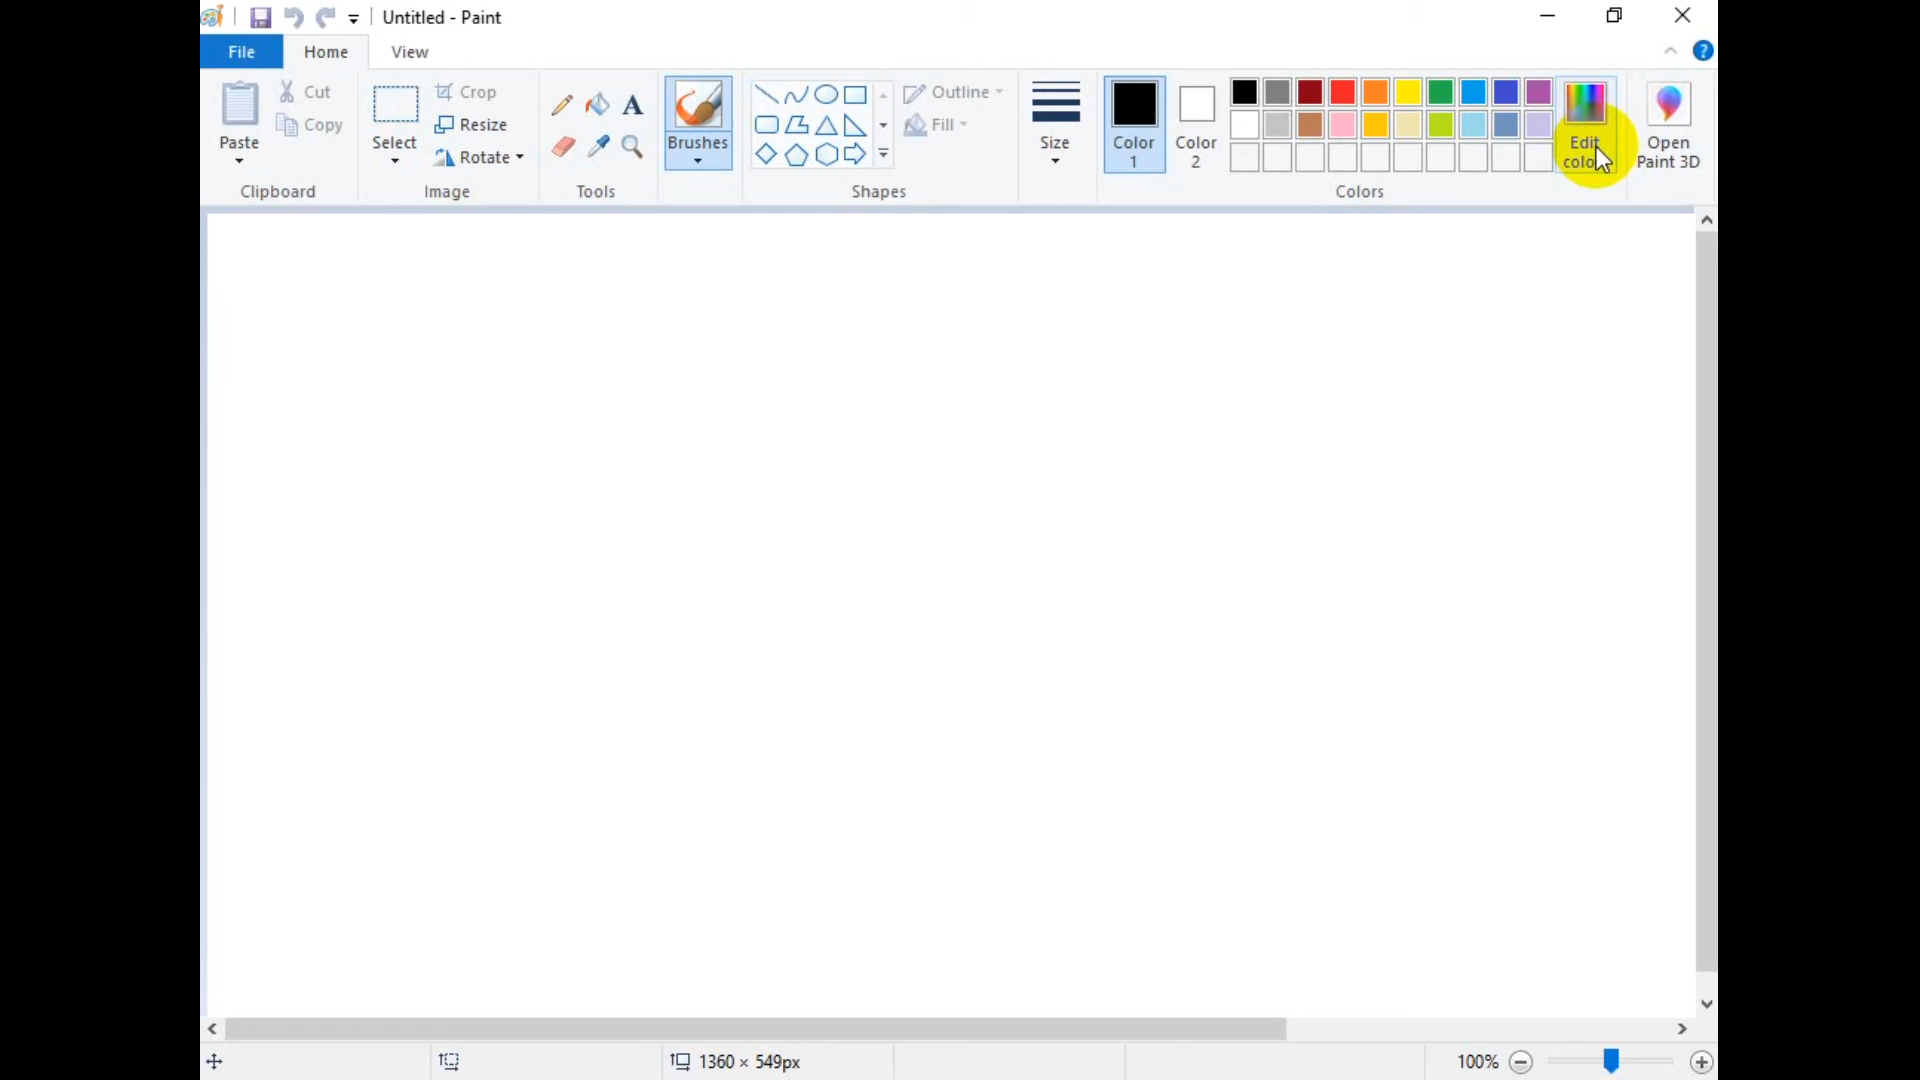 Untitled - Paint
File Home View
?
Paste
Cut
Copy
Clipboard
Select
Crop
Resize
Rotate
Image
A
Tools
Brushes
Outline
Fill
Shapes
Size
Color
1
Color
2
Edit
Colors
Open
Paint 3D
1360 × 549px
100%